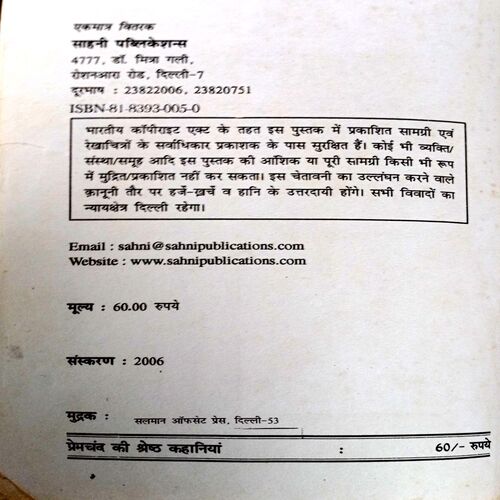 एकमात्र वितरक
साहनी पब्लिकेशन्स
4777, डॉ. मित्रा गली,
रोशनआरा रोड, दिल्ली-7
दूरभाष : 23822006, 23820751
ISBN-81-8393-005-0
भारतीय कॉपीराइट एक्ट के तहत इस पुस्तक में प्रकाशित सामग्री एवं
रेखाचित्रों के सर्वाधिकार प्रकाशक के पास सुरक्षित हैं। कोई भी व्यक्ति/
संस्था/समूह आदि इस पुस्तक की आंशिक या पूरी सामग्री किसी भी रूप
में मुद्रित/प्रकाशित नहीं कर सकता। इस चेतावनी का उल्लंघन करने वाले
क़ानूनी तौर पर हर्जे-ख़र्चे व हानि के उत्तरदायी होंगे। सभी विवादों का
न्यायक्षेत्र दिल्ली रहेगा।
Email : sahni@sahnipublications.com
Website : www.sahnipublications.com
मूल्य : 60.00 रुपये
संस्करण : 2006
मुद्रक : सलमान ऑफसेट प्रेस, दिल्ली-53
प्रेमचंद की श्रेष्ठ कहानियां : 60/- रुपये